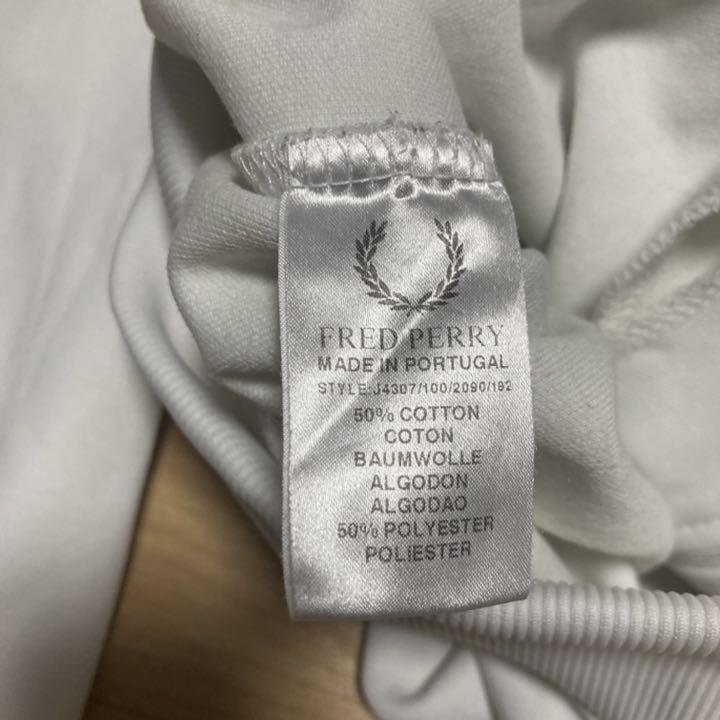 FRED PERRY
MADE IN PORTUGAL
STYLE:J4307/100/2090/192
50% COTTON
COTON
BAUMWOLLE
ALGODON
ALGODAO
50% POLYESTER
POLIESTER